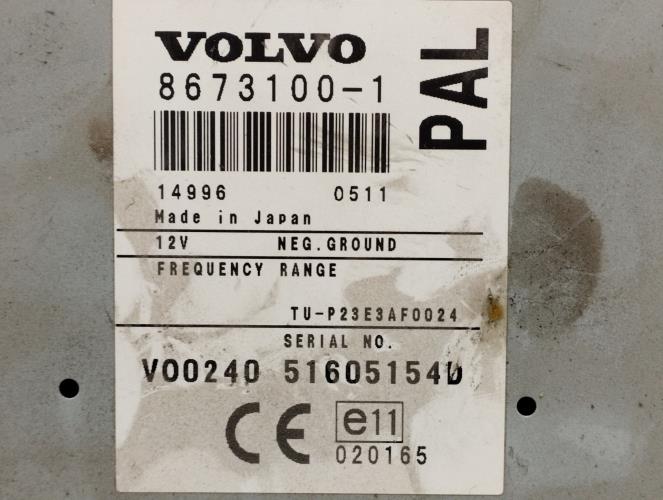 VOLVO
8673100-1
PAL
14996 0511
Made in Japan
12V NEG.GROUND
FREQUENCY RANGE
TU-P23E3AF0024
SERIAL NO.
V00240 51605154D
CE e11
020165